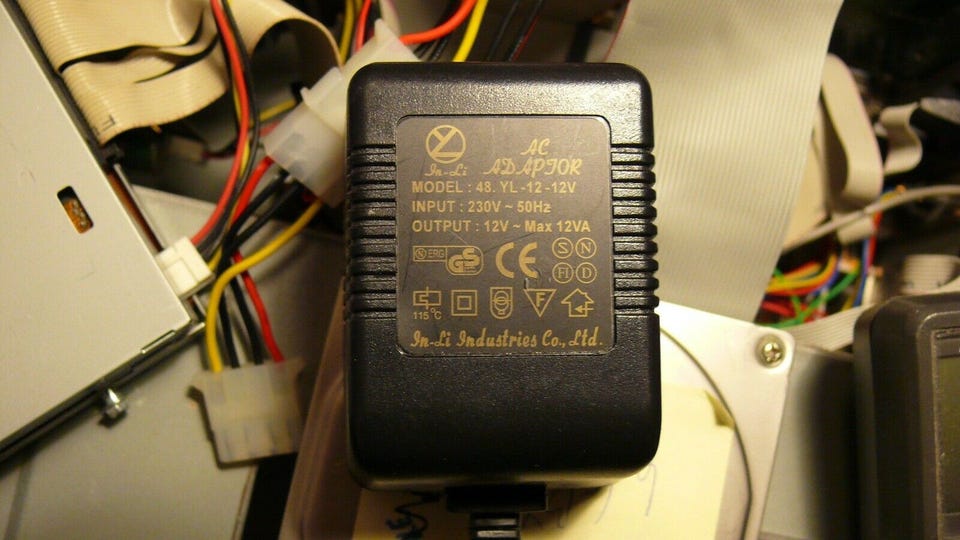 In-Li
AC
ADAPTOR
MODEL : 48. YL -12 -12V
INPUT : 230V ~ 50Hz
OUTPUT : 12V ~ Max 12VA
N ERG GS CE S N
FI D
115 °C F
In-Li Industries Co., Ltd.